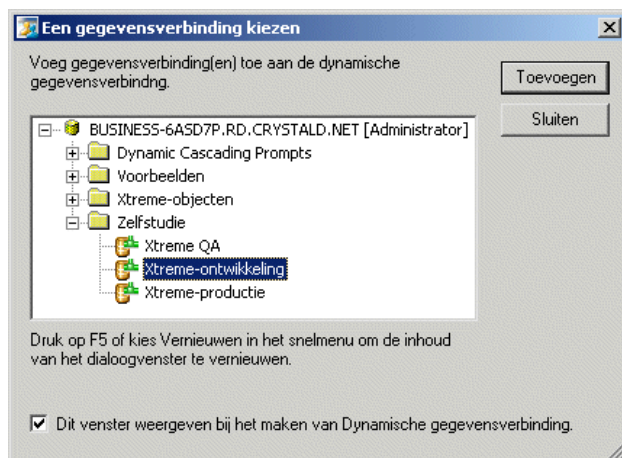 Een gegevensverbinding kiezen
Voeg gegevensverbinding(en) toe aan de dynamische
gegevensverbindng.
Toevoegen
Sluiten
BUSINESS-6ASD7P.RD.CRYSTALD.NET [Administrator]
Dynamic Cascading Prompts
Voorbeelden
Xtreme-objecten
Zelfstudie
Xtreme QA
Xtreme-ontwikkeling
Xtreme-productie
Druk op F5 of kies Vernieuwen in het snelmenu om de inhoud
van het dialoogvenster te vernieuwen.
Dit venster weergeven bij het maken van Dynamische gegevensverbinding.